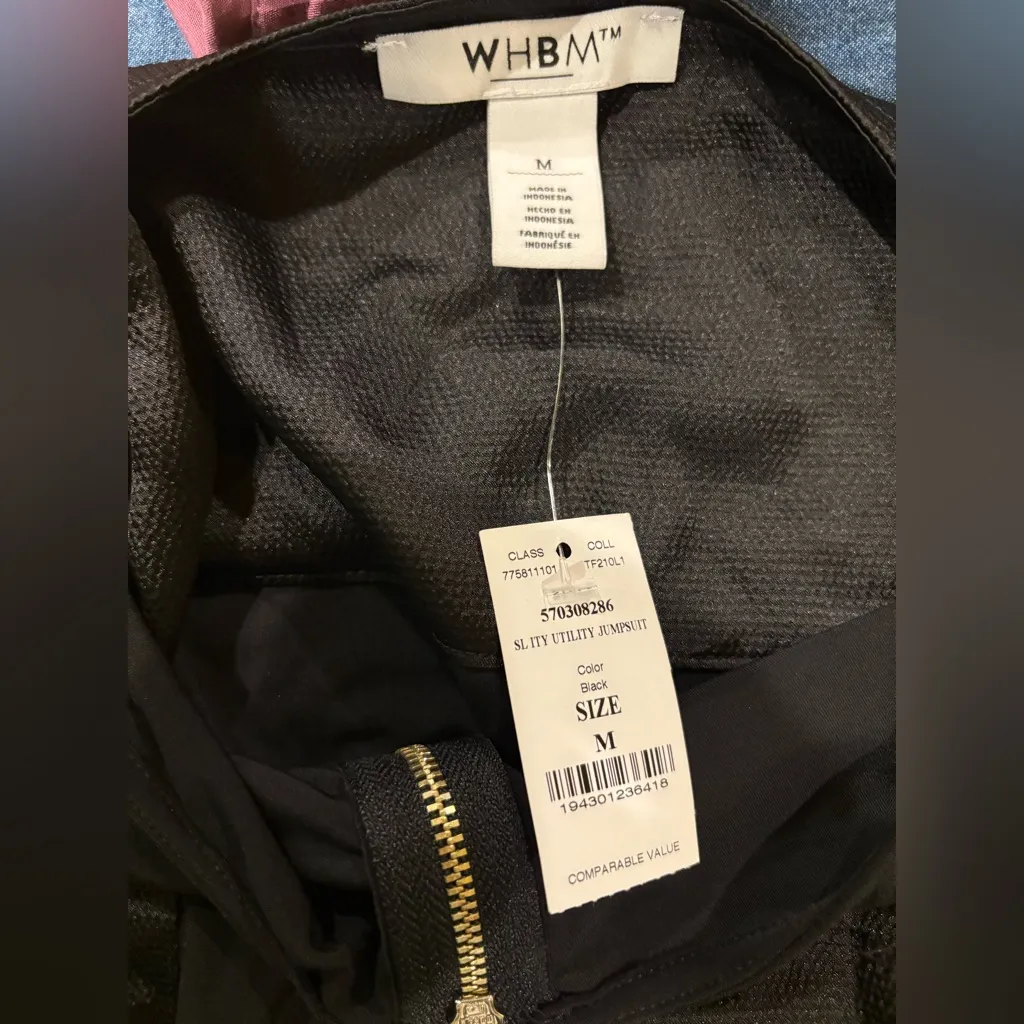 WHBM™
M
MADE IN
INDONESIA
HECHO EN
INDONESIA
FABRIQUÉ EN
INDONÉSIE
CLASS COLL
775811101 TF210L1
570308286
SL ITY UTILITY JUMPSUIT
Color
Black
SIZE
M
194301236418
COMPARABLE VALUE